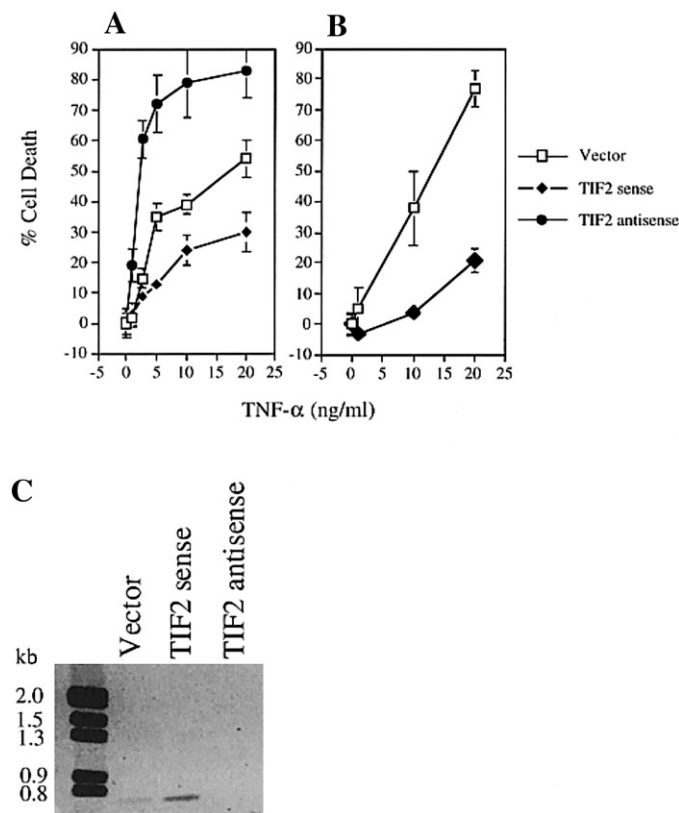 A
B
90
80
70
60
50
40
30
20
10
0
-10
% Cell Death
-5 0 5 10 15 20 25
90
80
70
60
50
40
30
20
10
0
-10
-5 0 5 10 15 20 25
TNF-α (ng/ml)
Vector
TIF2 sense
TIF2 antisense
C
Vector
TIF2 sense
TIF2 antisense
kb
2.0
1.5
1.3
0.9
0.8